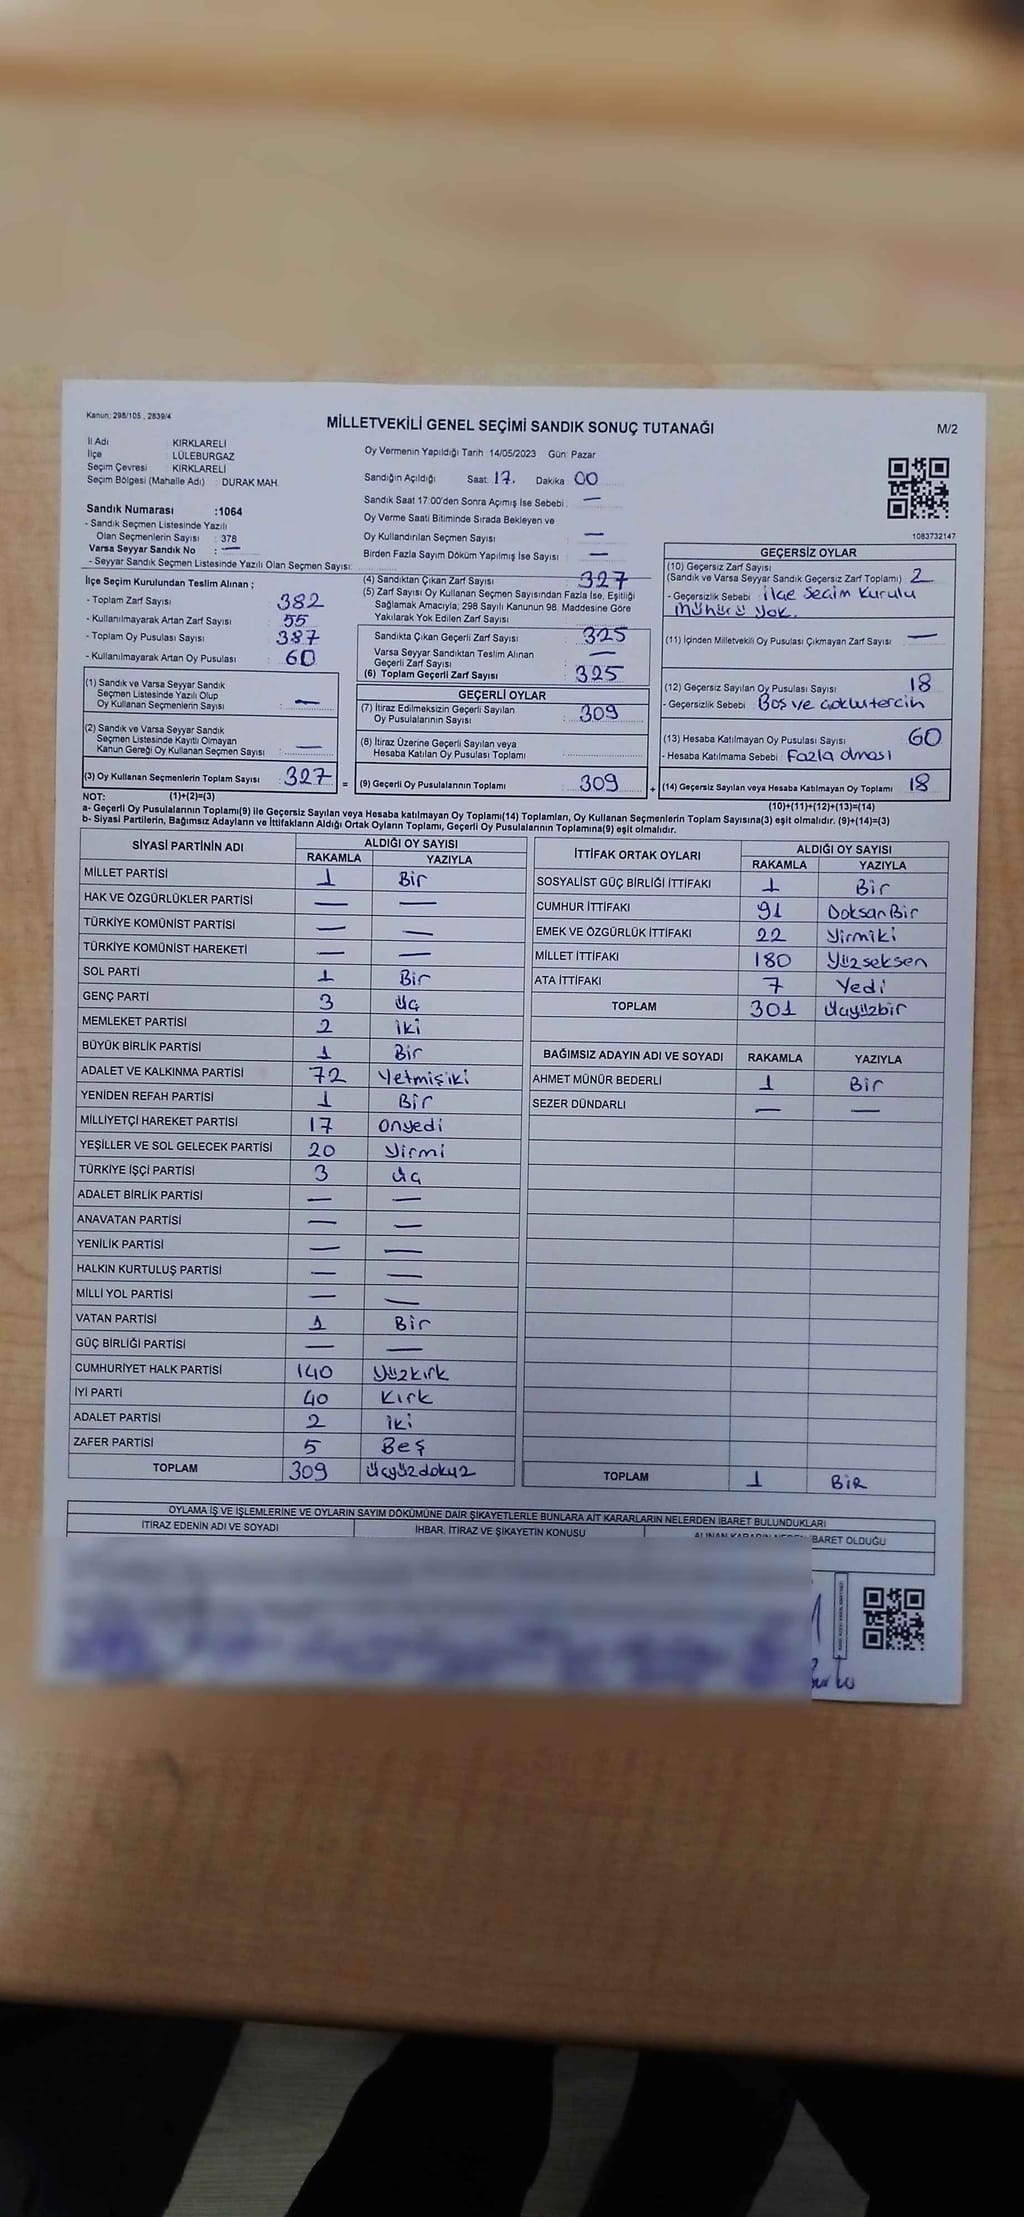 Kanun: 298/105 , 2839/4
MİLLETVEKİLİ GENEL SEÇİMİ SANDIK SONUÇ TUTANAĞI
M/2
İl Adı KIRKLARELİ
İlçe : LÜLEBURGAZ
Seçim Çevresi : KIRKLARELİ
Seçim Bölgesi (Mahalle Adı) : DURAK MAH.
Oy Vermenin Yapıldığı Tarih :14/05/2023 Gün: Pazar
Sandığın Açıldığı Saat: 17. Dakika: 00
Sandık Saat 17:00'den Sonra Açımış İse Sebebi: —
Oy Verme Saati Bitiminde Sırada Bekleyen ve
Oy Kullandırılan Seçmen Sayısı —
Birden Fazla Sayım Döküm Yapılmış İse Sayısı : —
1083732147
Sandık Numarası :1064
- Sandık Seçmen Listesinde Yazılı
Olan Seçmenlerin Sayısı : 378
Varsa Seyyar Sandık No : —
- Seyyar Sandık Seçmen Listesinde Yazılı Olan Seçmen Sayısı:
İlçe Seçim Kurulundan Teslim Alınan ;
- Toplam Zarf Sayısı 382
- Kullanılmayarak Artan Zarf Sayısı : 55
- Toplam Oy Pusulası Sayısı : 387
- Kullanılmayarak Artan Oy Pusulası : 60
(1) Sandık ve Varsa Seyyar Sandık
Seçmen Listesinde Yazılı Olup
Oy Kullanan Seçmenlerin Sayısı : —
(2) Sandık ve Varsa Seyyar Sandık
Seçmen Listesinde Kayıtlı Olmayan
Kanun Gereği Oy Kullanan Seçmen Sayısı : —
(3) Oy Kullanan Seçmenlerin Toplam Sayısı : 327 =
(4) Sandıktan Çıkan Zarf Sayısı : 327
(5) Zarf Sayısı Oy Kullanan Seçmen Sayısından Fazla İse, Eşitliği
Sağlamak Amacıyla; 298 Sayılı Kanunun 98. Maddesine Göre
Yakılarak Yok Edilen Zarf Sayısı :
Sandıkta Çıkan Geçerli Zarf Sayısı : 325
Varsa Seyyar Sandıktan Teslim Alınan
Geçerli Zarf Sayısı : —
(6) Toplam Geçerli Zarf Sayısı : 325
GEÇERLİ OYLAR
(7) İtiraz Edilmeksizin Geçerli Sayılan
Oy Pusulalarının Sayısı : 309
(8) İtiraz Üzerine Geçerli Sayılan veya
Hesaba Katılan Oy Pusulası Toplamı :
(9) Geçerli Oy Pusulalarının Toplamı : 309 +
GEÇERSİZ OYLAR
(10) Geçersiz Zarf Sayısı
(Sandık ve Varsa Seyyar Sandık Geçersiz Zarf Toplamı) : 2
- Geçersizlik Sebebi : ilçe Seçim Kurulu
Mührü yok.
(11) İçinden Milletvekili Oy Pusulası Çıkmayan Zarf Sayısı : —
(12) Geçersiz Sayılan Oy Pusulası Sayısı : 18
- Geçersizlik Sebebi : Boş ve çoklu tercih
(13) Hesaba Katılmayan Oy Pusulası Sayısı : 60
- Hesaba Katılmama Sebebi : Fazla olması
(14) Geçersiz Sayılan veya Hesaba Katılmayan Oy Toplamı : 18
NOT: (1)+(2)=(3)
(10)+(11)+(12)+(13)=(14)
a- Geçerli Oy Pusulalarının Toplamı(9) ile Geçersiz Sayılan veya Hesaba katılmayan Oy Toplamı(14) Toplamları, Oy Kullanan Seçmenlerin Toplam Sayısına(3) eşit olmalıdır. (9)+(14)=(3)
b- Siyasi Partilerin, Bağımsız Adayların ve İttifakların Aldığı Ortak Oyların Toplamı, Geçerli Oy Pusulalarının Toplamına(9) eşit olmalıdır.
SİYASİ PARTİNİN ADI ALDIĞI OY SAYISI
RAKAMLA YAZIYLA
MİLLET PARTİSİ 1 Bir
HAK VE ÖZGÜRLÜKLER PARTİSİ — —
TÜRKİYE KOMÜNİST PARTİSİ — —
TÜRKİYE KOMÜNİST HAREKETİ — —
SOL PARTİ 1 Bir
GENÇ PARTİ 3 üç
MEMLEKET PARTİSİ 2 iki
BÜYÜK BİRLİK PARTİSİ 1 Bir
ADALET VE KALKINMA PARTİSİ 72 Yetmişiki
YENİDEN REFAH PARTİSİ 1 Bir
MİLLİYETÇİ HAREKET PARTİSİ 17 onyedi
YEŞİLLER VE SOL GELECEK PARTİSİ 20 yirmi
TÜRKİYE İŞÇİ PARTİSİ 3 üç
ADALET BİRLİK PARTİSİ — —
ANAVATAN PARTİSİ — —
YENİLİK PARTİSİ — —
HALKIN KURTULUŞ PARTİSİ — —
MİLLİ YOL PARTİSİ — —
VATAN PARTİSİ 1 Bir
GÜÇ BİRLİĞİ PARTİSİ — —
CUMHURİYET HALK PARTİSİ 140 yüzkırk
İYİ PARTİ 40 kırk
ADALET PARTİSİ 2 iki
ZAFER PARTİSİ 5 Beş
TOPLAM 309 üçyüzdokuz
İTTİFAK ORTAK OYLARI ALDIĞI OY SAYISI
RAKAMLA YAZIYLA
SOSYALİST GÜÇ BİRLİĞİ İTTİFAKI 1 Bir
CUMHUR İTTİFAKI 91 DoksanBir
EMEK VE ÖZGÜRLÜK İTTİFAKI 22 yirmiki
MİLLET İTTİFAKI 180 yüzseksen
ATA İTTİFAKI 7 Yedi
TOPLAM 301 üçyüzbir
BAĞIMSIZ ADAYIN ADI VE SOYADI RAKAMLA YAZIYLA
AHMET MÜNÜR BEDERLİ 1 Bir
SEZER DÜNDARLI — —
TOPLAM 1 BİR
OYLAMA İŞ VE İŞLEMLERİNE VE OYLARIN SAYIM DÖKÜMÜNE DAİR ŞİKAYETLERLE BUNLARA AİT KARARLARIN NELERDEN İBARET BULUNDUKLARI
İTİRAZ EDENİN ADI VE SOYADI İHBAR, İTİRAZ VE ŞİKAYETİN KONUSU ALINAN KARARIN NEDEN İBARET OLDUĞU